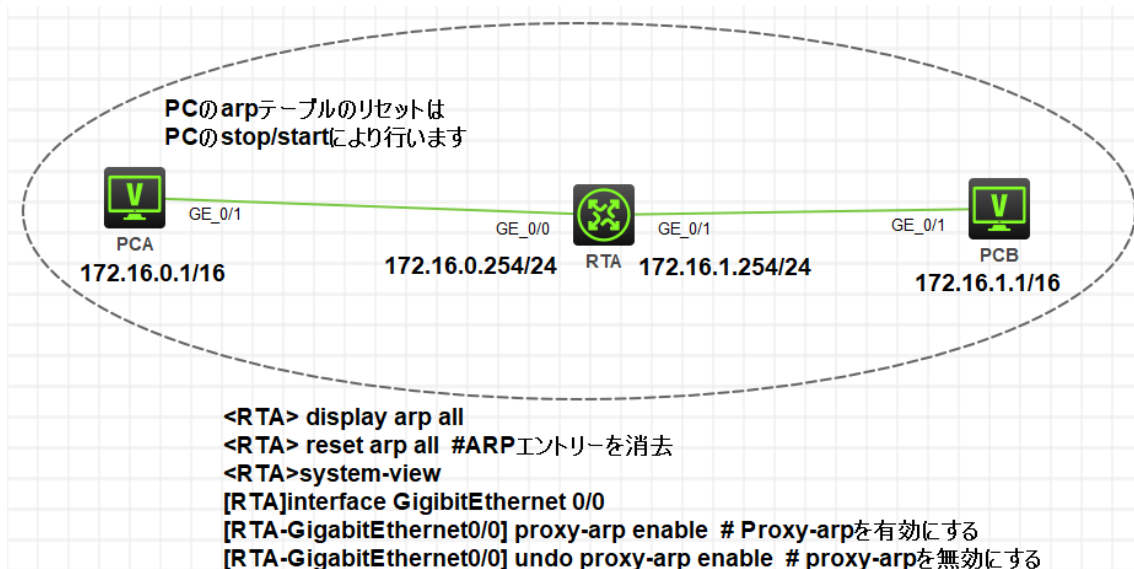 PCのarpテーブルのリセットは
PCのstop/startにより行います
GE_0/1
GE_0/0
GE_0/1
GE_0/1
PCA
RTA
PCB
172.16.0.1/16
172.16.0.254/24
172.16.1.254/24
172.16.1.1/16
<RTA> display arp all
<RTA> reset arp all #ARPエントリーを消去
<RTA>system-view
[RTA]interface GigibitEthernet 0/0
[RTA-GigabitEthernet0/0] proxy-arp enable # Proxy-arpを有効にする
[RTA-GigabitEthernet0/0] undo proxy-arp enable # proxy-arpを無効にする